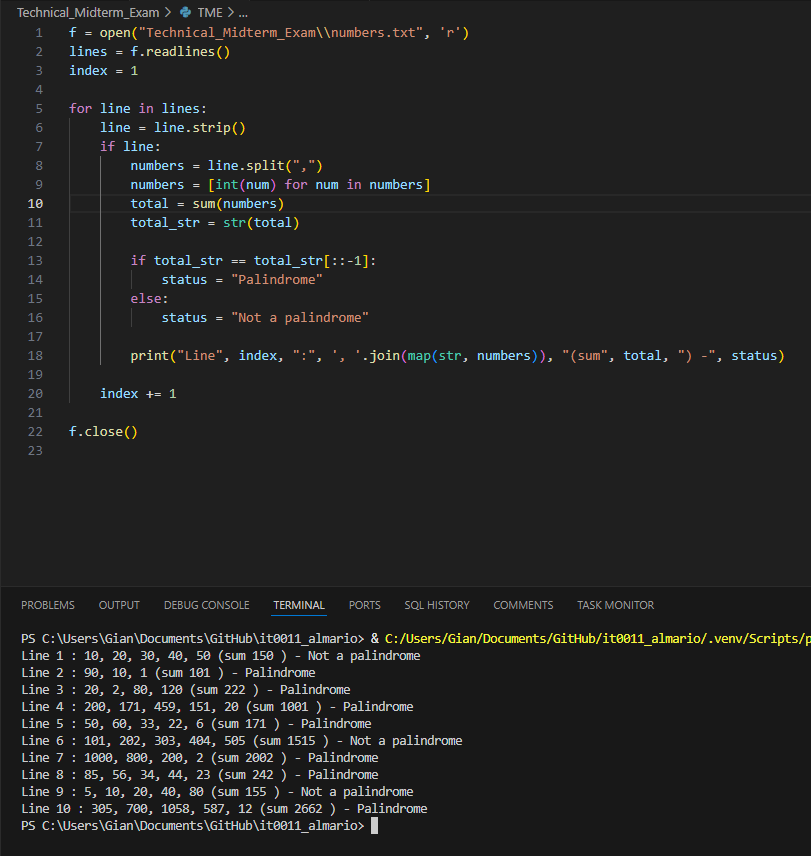 Technical_Midterm_Exam > TME > ...
1 f = open("Technical_Midterm_Exam\\numbers.txt", 'r')
2 lines = f.readlines()
3 index = 1
4
5 for line in lines:
6     line = line.strip()
7     if line:
8         numbers = line.split(",")
9         numbers = [int(num) for num in numbers]
10         total = sum(numbers)
11         total_str = str(total)
12
13         if total_str == total_str[::-1]:
14             status = "Palindrome"
15         else:
16             status = "Not a palindrome"
17
18         print("Line", index, ":", ', '.join(map(str, numbers)), "(sum", total, ") -", status)
19
20     index += 1
21
22 f.close()
23
PROBLEMS OUTPUT DEBUG CONSOLE TERMINAL PORTS SQL HISTORY COMMENTS TASK MONITOR
PS C:\Users\Gian\Documents\GitHub\it0011_almario> & C:/Users/Gian/Documents/GitHub/it0011_almario/.venv/Scripts/p
Line 1 : 10, 20, 30, 40, 50 (sum 150 ) - Not a palindrome
Line 2 : 90, 10, 1 (sum 101 ) - Palindrome
Line 3 : 20, 2, 80, 120 (sum 222 ) - Palindrome
Line 4 : 200, 171, 459, 151, 20 (sum 1001 ) - Palindrome
Line 5 : 50, 60, 33, 22, 6 (sum 171 ) - Palindrome
Line 6 : 101, 202, 303, 404, 505 (sum 1515 ) - Not a palindrome
Line 7 : 1000, 800, 200, 2 (sum 2002 ) - Palindrome
Line 8 : 85, 56, 34, 44, 23 (sum 242 ) - Palindrome
Line 9 : 5, 10, 20, 40, 80 (sum 155 ) - Not a palindrome
Line 10 : 305, 700, 1058, 587, 12 (sum 2662 ) - Palindrome
PS C:\Users\Gian\Documents\GitHub\it0011_almario>